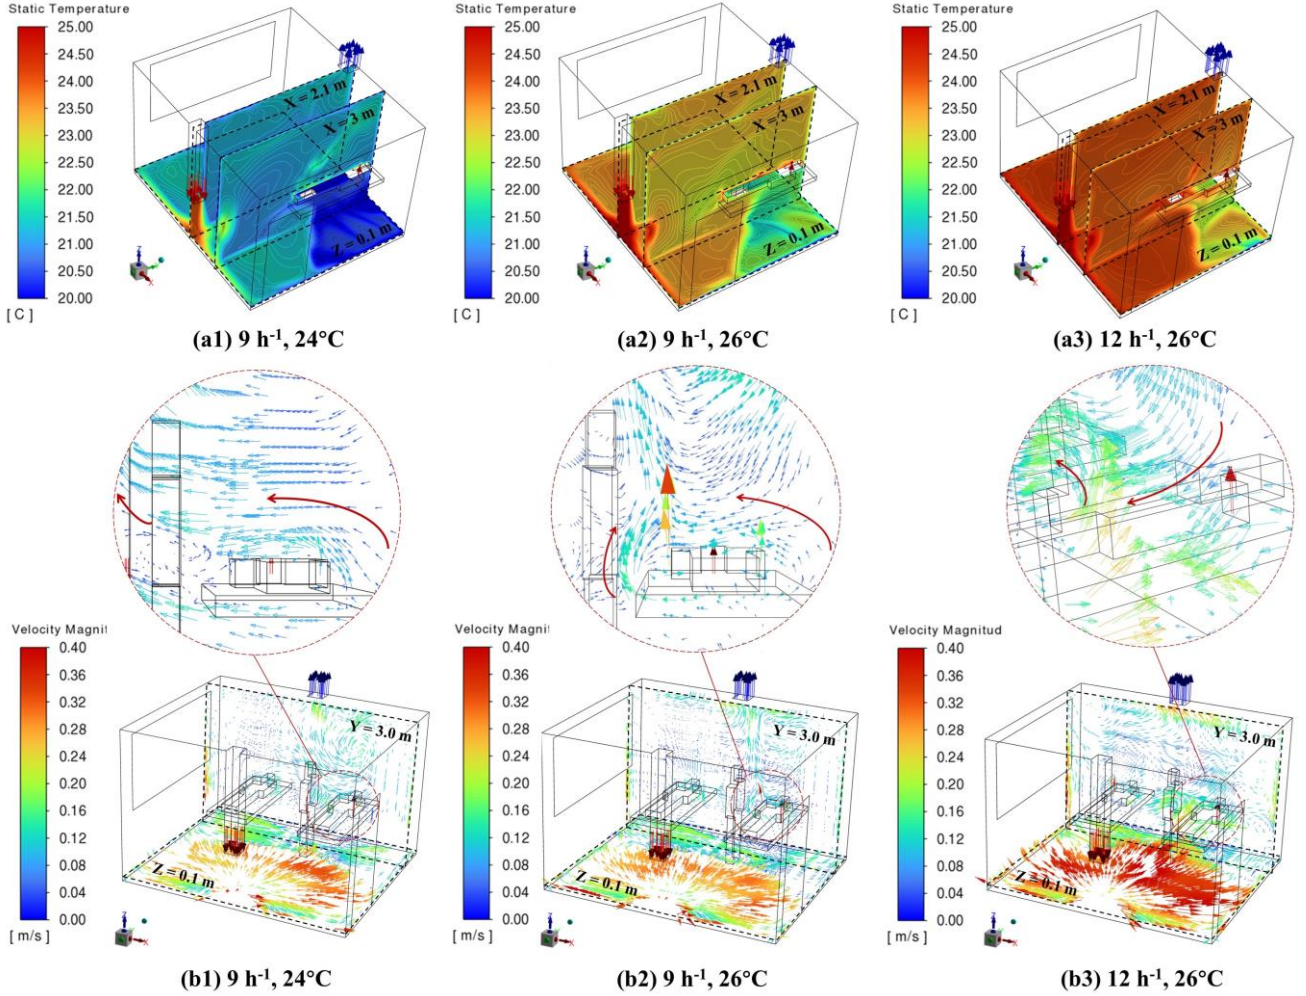 Static Temperature
25.00
24.50
24.00
23.50
23.00
22.50
22.00
21.50
21.00
20.50
20.00
[ C ]
X = 2.1 m
X = 3 m
Z = 0.1 m
Z
X
(a1) 9 h⁻¹, 24°C
Static Temperature
25.00
24.50
24.00
23.50
23.00
22.50
22.00
21.50
21.00
20.50
20.00
[ C ]
X = 2.1 m
X = 3 m
Z = 0.1 m
Z
X
(a2) 9 h⁻¹, 26°C
Static Temperature
25.00
24.50
24.00
23.50
23.00
22.50
22.00
21.50
21.00
20.50
20.00
[ C ]
X = 2.1 m
X = 3 m
Z = 0.1 m
Z
X
(a3) 12 h⁻¹, 26°C
Velocity Magnit
0.40
0.36
0.32
0.28
0.24
0.20
0.16
0.12
0.08
0.04
0.00
[ m/s ]
Y = 3.0 m
Z = 0.1 m
Z
X
(b1) 9 h⁻¹, 24°C
Velocity Magni
0.40
0.36
0.32
0.28
0.24
0.20
0.16
0.12
0.08
0.04
0.00
[ m/s ]
Y = 3.0 m
Z = 0.1 m
Z
X
(b2) 9 h⁻¹, 26°C
Velocity Magnitud
0.40
0.36
0.32
0.28
0.24
0.20
0.16
0.12
0.08
0.04
0.00
[ m/s ]
Y = 3.0 m
Z = 0.1 m
Z
X
(b3) 12 h⁻¹, 26°C